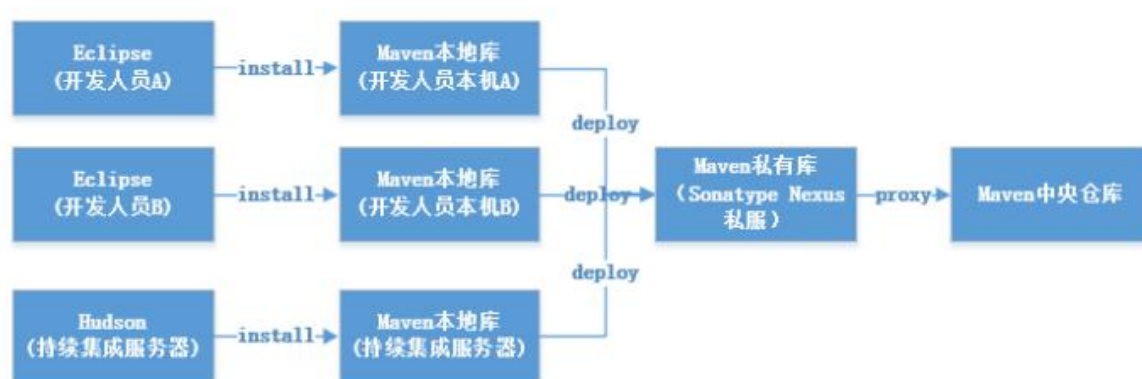 Eclipse
(开发人员A)
install
Maven本地库
(开发人员本机A)
deploy
Eclipse
(开发人员B)
install
Maven本地库
(开发人员本机B)
deploy
Maven私有库
（Sonatype Nexus
私服）
proxy
Maven中央仓库
deploy
Hudson
(持续集成服务器)
install
Maven本地库
(持续集成服务器)